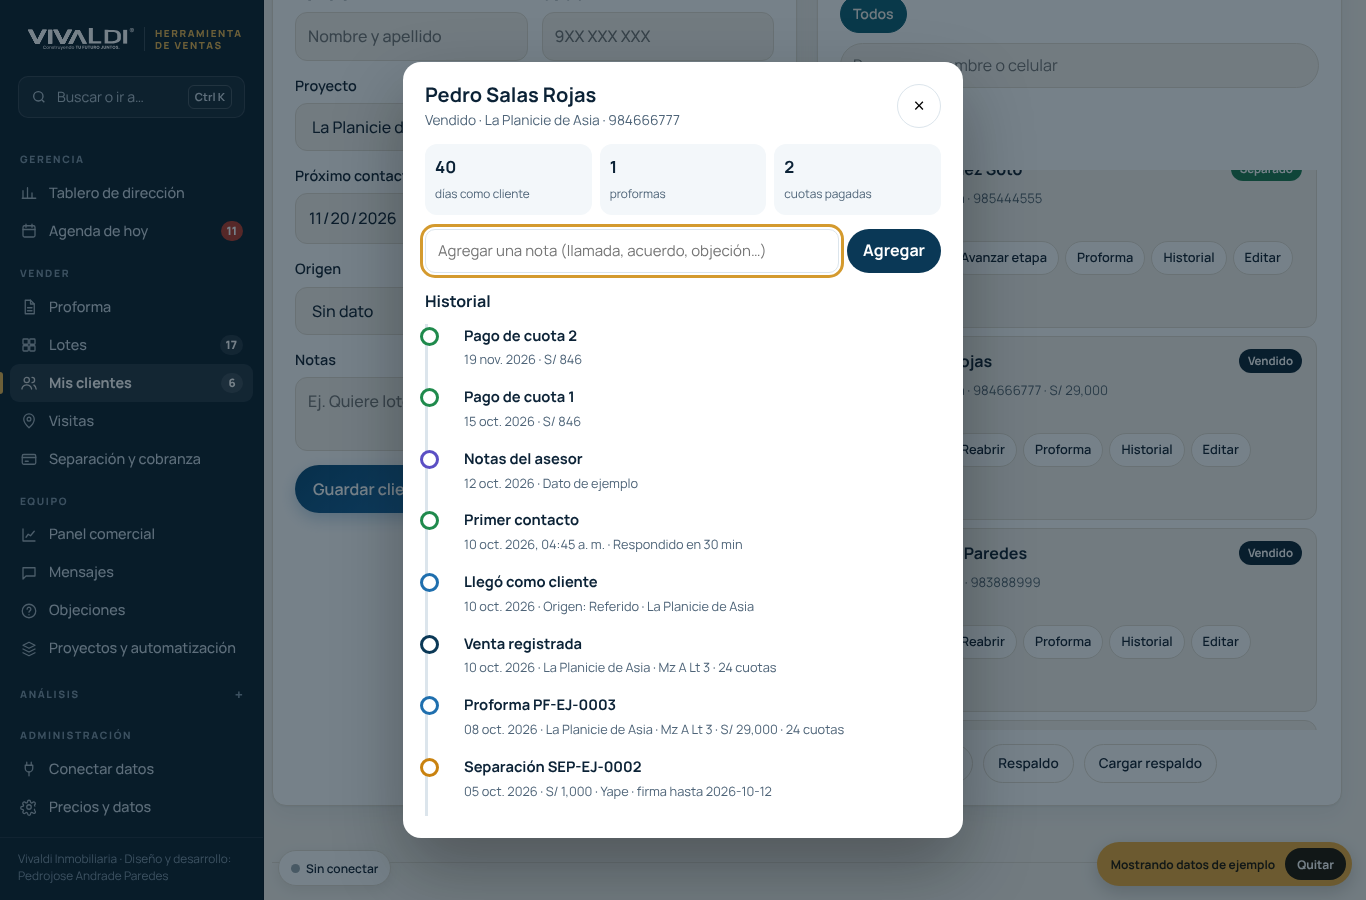 VIVALDI
HERRAMIENTA
DE VENTAS
Buscar o ir a...
Ctrl K
GERENCIA
Tablero de dirección
Agenda de hoy
11
VENDER
Proforma
Lotes
17
Mis clientes
6
Visitas
Separación y cobranza
EQUIPO
Panel comercial
Mensajes
Objeciones
Proyectos y automatización
ANÁLISIS
+
ADMINISTRACIÓN
Conectar datos
Precios y datos
Vivaldi Inmobiliaria · Diseño y desarrollo:
Pedrojose Andrade Paredes
Nombre y apellido
9XX XXX XXX
Proyecto
La Planicie
Próximo
11/20/2026
Origen
Sin dato
Notas
Ej. Quiere
Guardar
Sin conectar
Pedro Salas Rojas
Vendido · La Planicie de Asia · 984666777
×
40
días como cliente
1
proformas
2
cuotas pagadas
Agregar una nota (llamada, acuerdo, objeción...)
Agregar
Historial
Pago de cuota 2
19 nov. 2026 · S/ 846
Pago de cuota 1
15 oct. 2026 · S/ 846
Notas del asesor
12 oct. 2026 · Dato de ejemplo
Primer contacto
10 oct. 2026, 04:45 a. m. · Respondido en 30 min
Llegó como cliente
10 oct. 2026 · Origen: Referido · La Planicie de Asia
Venta registrada
10 oct. 2026 · La Planicie de Asia · Mz A Lt 3 · 24 cuotas
Proforma PF-EJ-0003
08 oct. 2026 · La Planicie de Asia · Mz A Lt 3 · S/ 29,000 · 24 cuotas
Separación SEP-EJ-0002
05 oct. 2026 · S/ 1,000 · Yape · firma hasta 2026-10-12
Todos
o celular
Soto
Separado
· 985444555
Avanzar etapa
Proforma
Historial
Editar
Vendido
· 984666777 · S/ 29,000
Reabrir
Proforma
Historial
Editar
Paredes
Vendido
· 983888999
Reabrir
Proforma
Historial
Editar
Respaldo
Cargar respaldo
Mostrando datos de ejemplo
Quitar